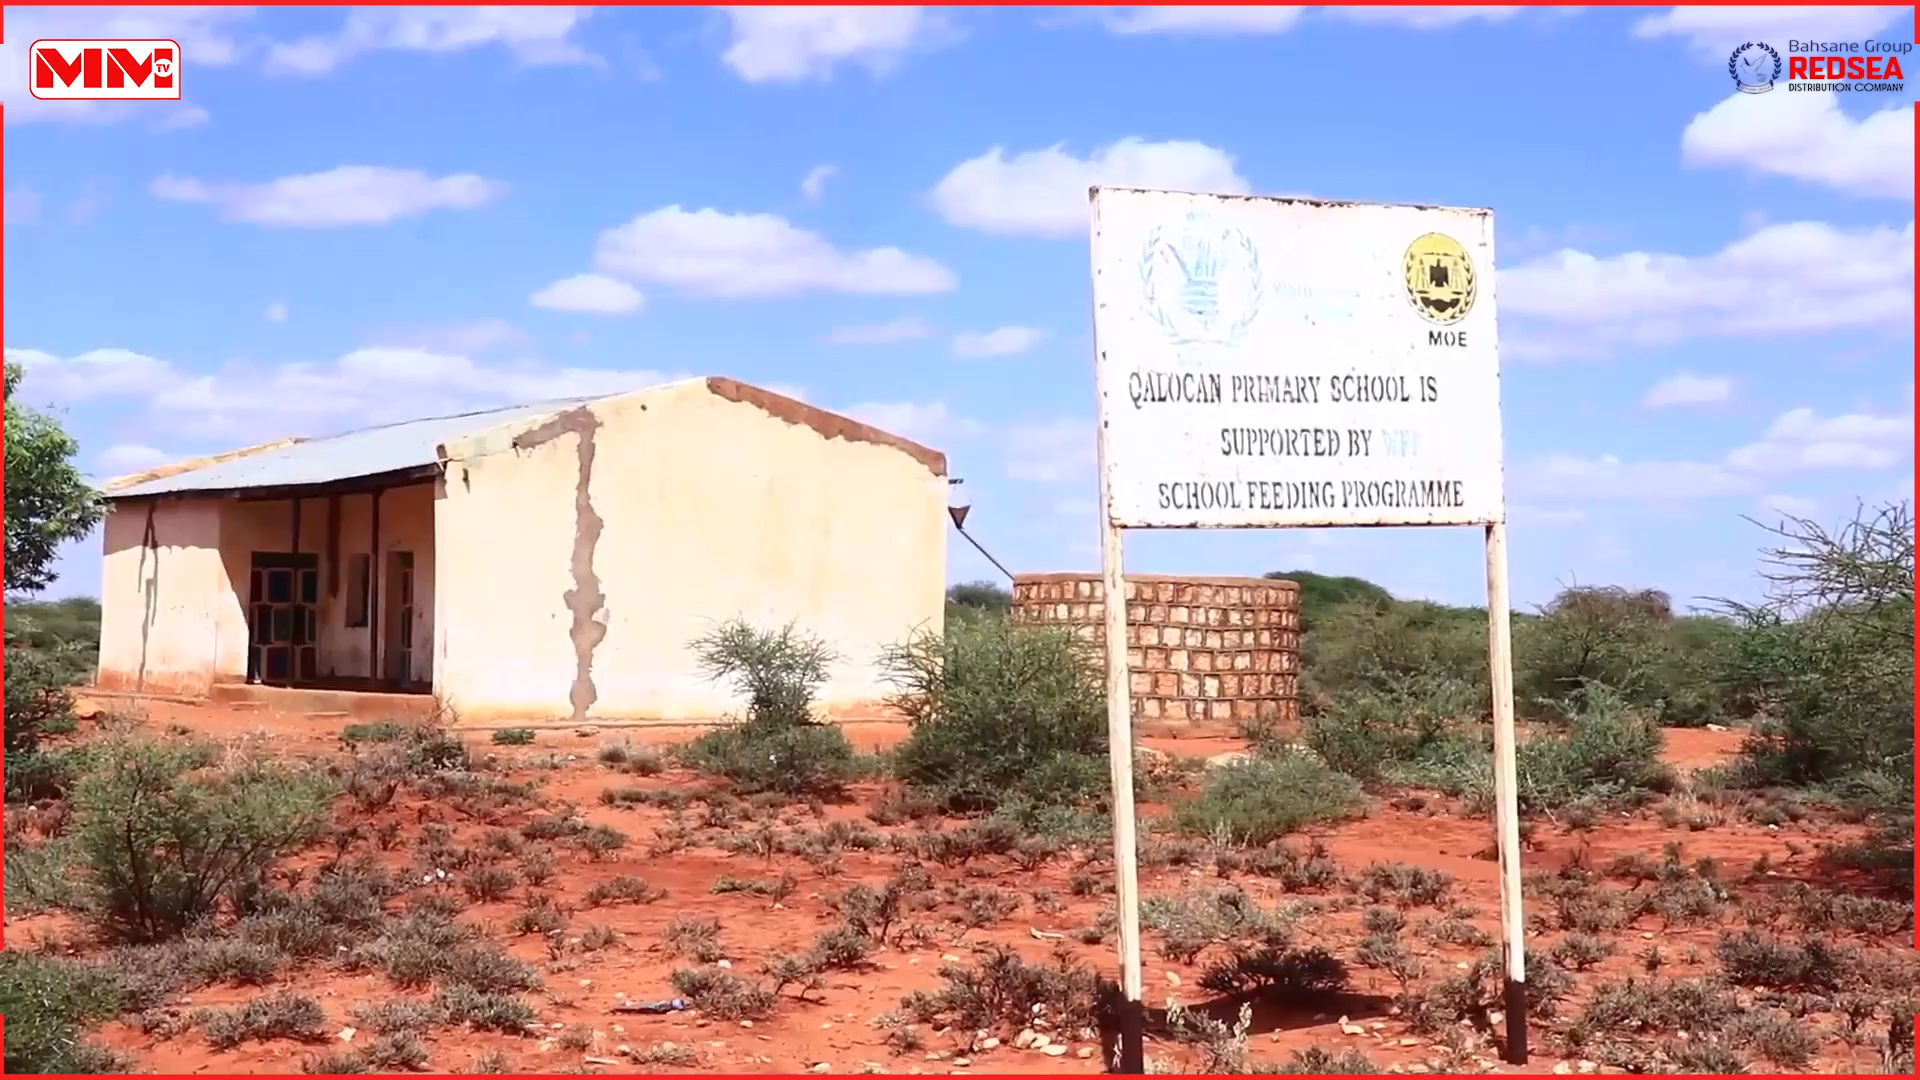 MM TV
Bahsane Group
REDSEA
DISTRIBUTION COMPANY
MOE
QALOCAN PRIMARY SCHOOL IS
SUPPORTED BY WFP
SCHOOL FEEDING PROGRAMME